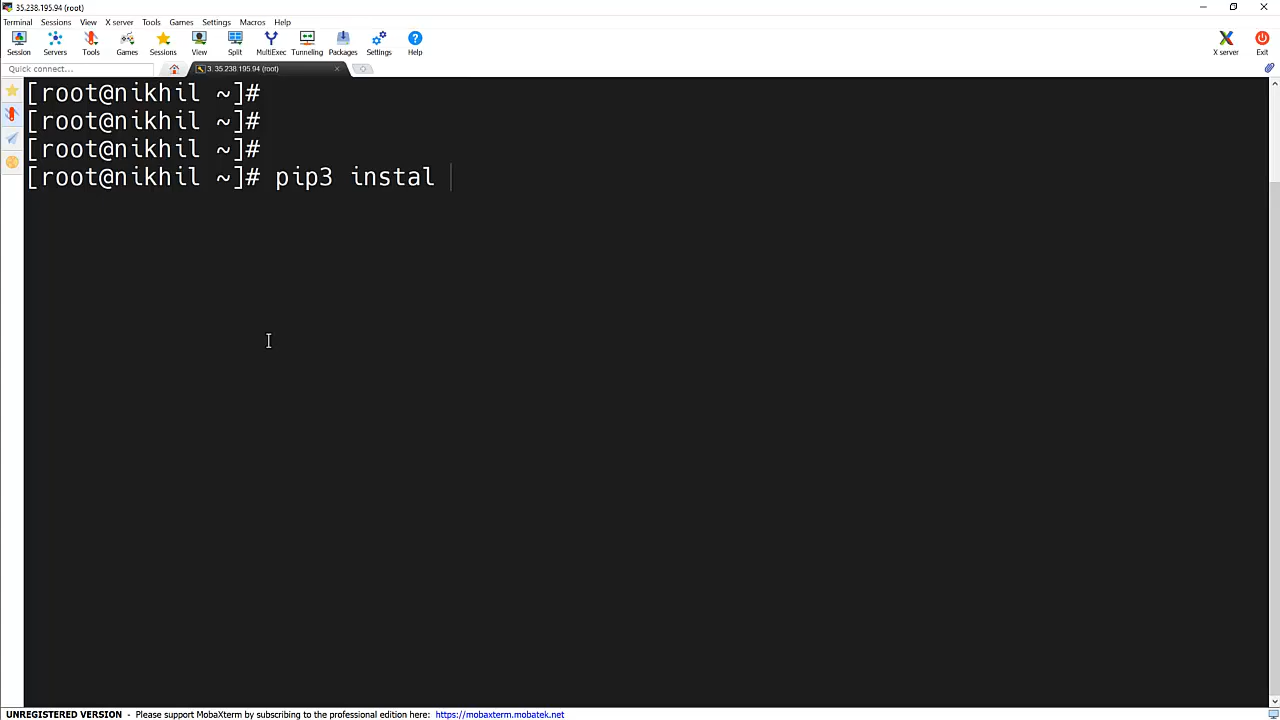 35.238.195.94 (root)
Terminal Sessions View X server Tools Games Settings Macros Help
Session Servers Tools Games Sessions View Split MultiExec Tunneling Packages Settings Help X server Exit
Quick connect... 3. 35.238.195.94 (root)
[root@nikhil ~]#
[root@nikhil ~]#
[root@nikhil ~]#
[root@nikhil ~]# pip3 instal
UNREGISTERED VERSION - Please support MobaXterm by subscribing to the professional edition here: https://mobaxterm.mobatek.net